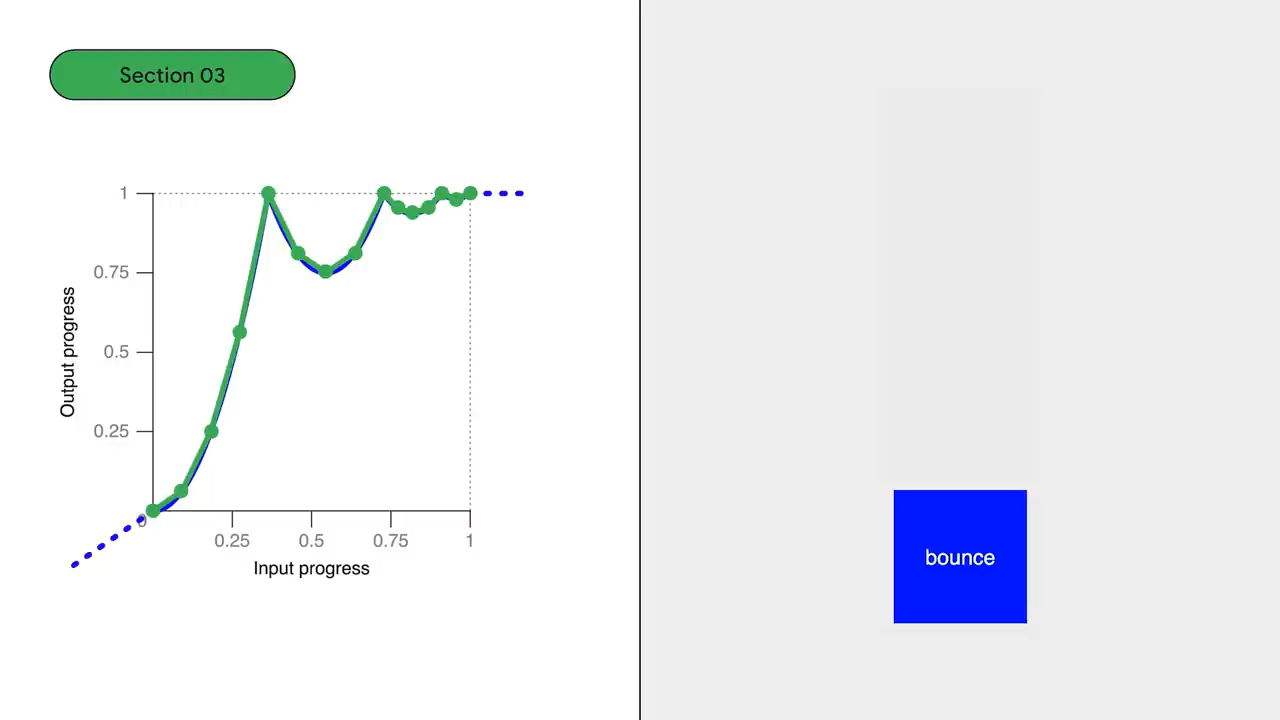 Section 03
1
0.75
0.5
0.25
0
Output progress
0.25 0.5 0.75 1
Input progress
bounce